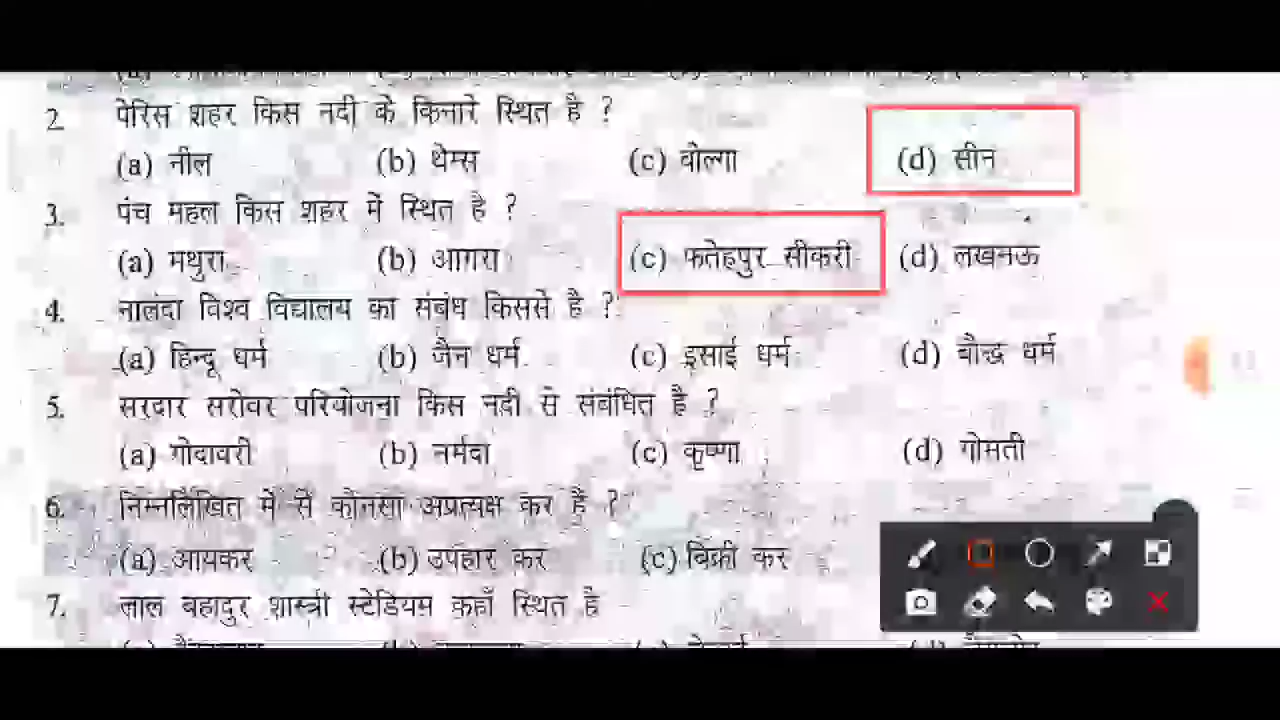 2. पेरिस शहर किस नदी के किनारे स्थित है ?
(a) नील (b) थेम्स (c) वोल्गा (d) सीन
3. पंच महल किस शहर में स्थित है ?
(a) मथुरा (b) आगरा (c) फतेहपुर सीकरी (d) लखनऊ
4. नालंदा विश्व विद्यालय का संबंध किससे है ?
(a) हिन्दू धर्म (b) जैन धर्म (c) इसाई धर्म (d) बौद्ध धर्म
5. सरदार सरोवर परियोजना किस नदी से संबंधित है ?
(a) गोदावरी (b) नर्मदा (c) कृष्णा (d) गोमती
6. निम्नलिखित में से कौनसा अप्रत्यक्ष कर है ?
(a) आयकर (b) उपहार कर (c) बिक्री कर
7. लाल बहादुर शास्त्री स्टेडियम कहाँ स्थित है